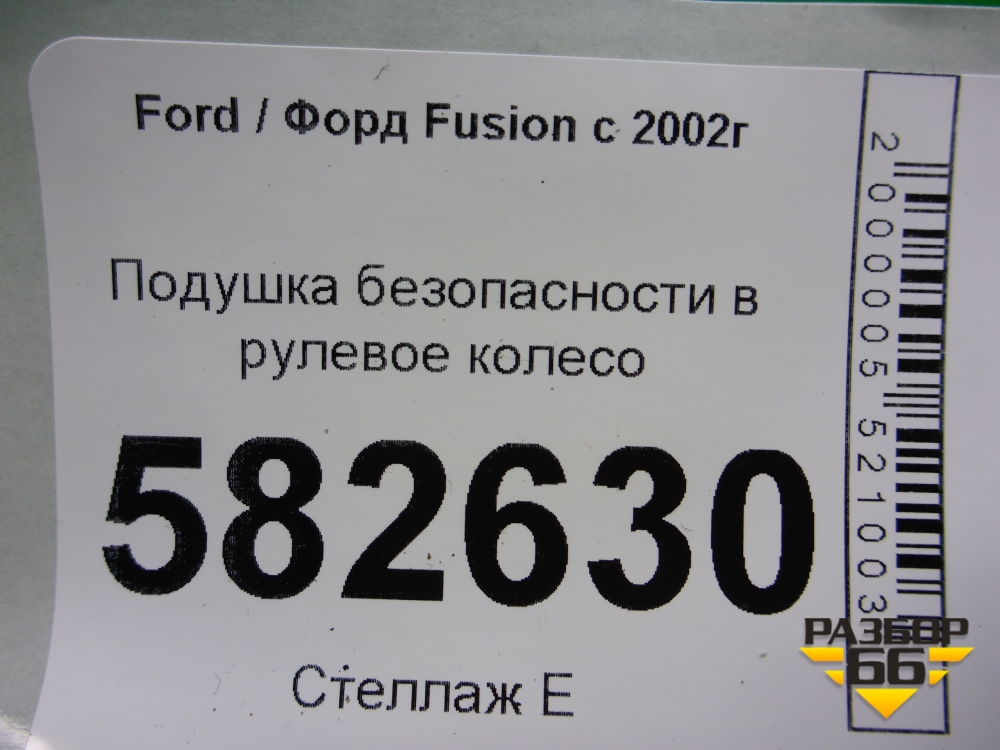 Ford / Форд Fusion с 2002г
Подушка безопасности в
рулевое колесо
582630
Стеллаж Е
2000005521003
РАЗБОР
66